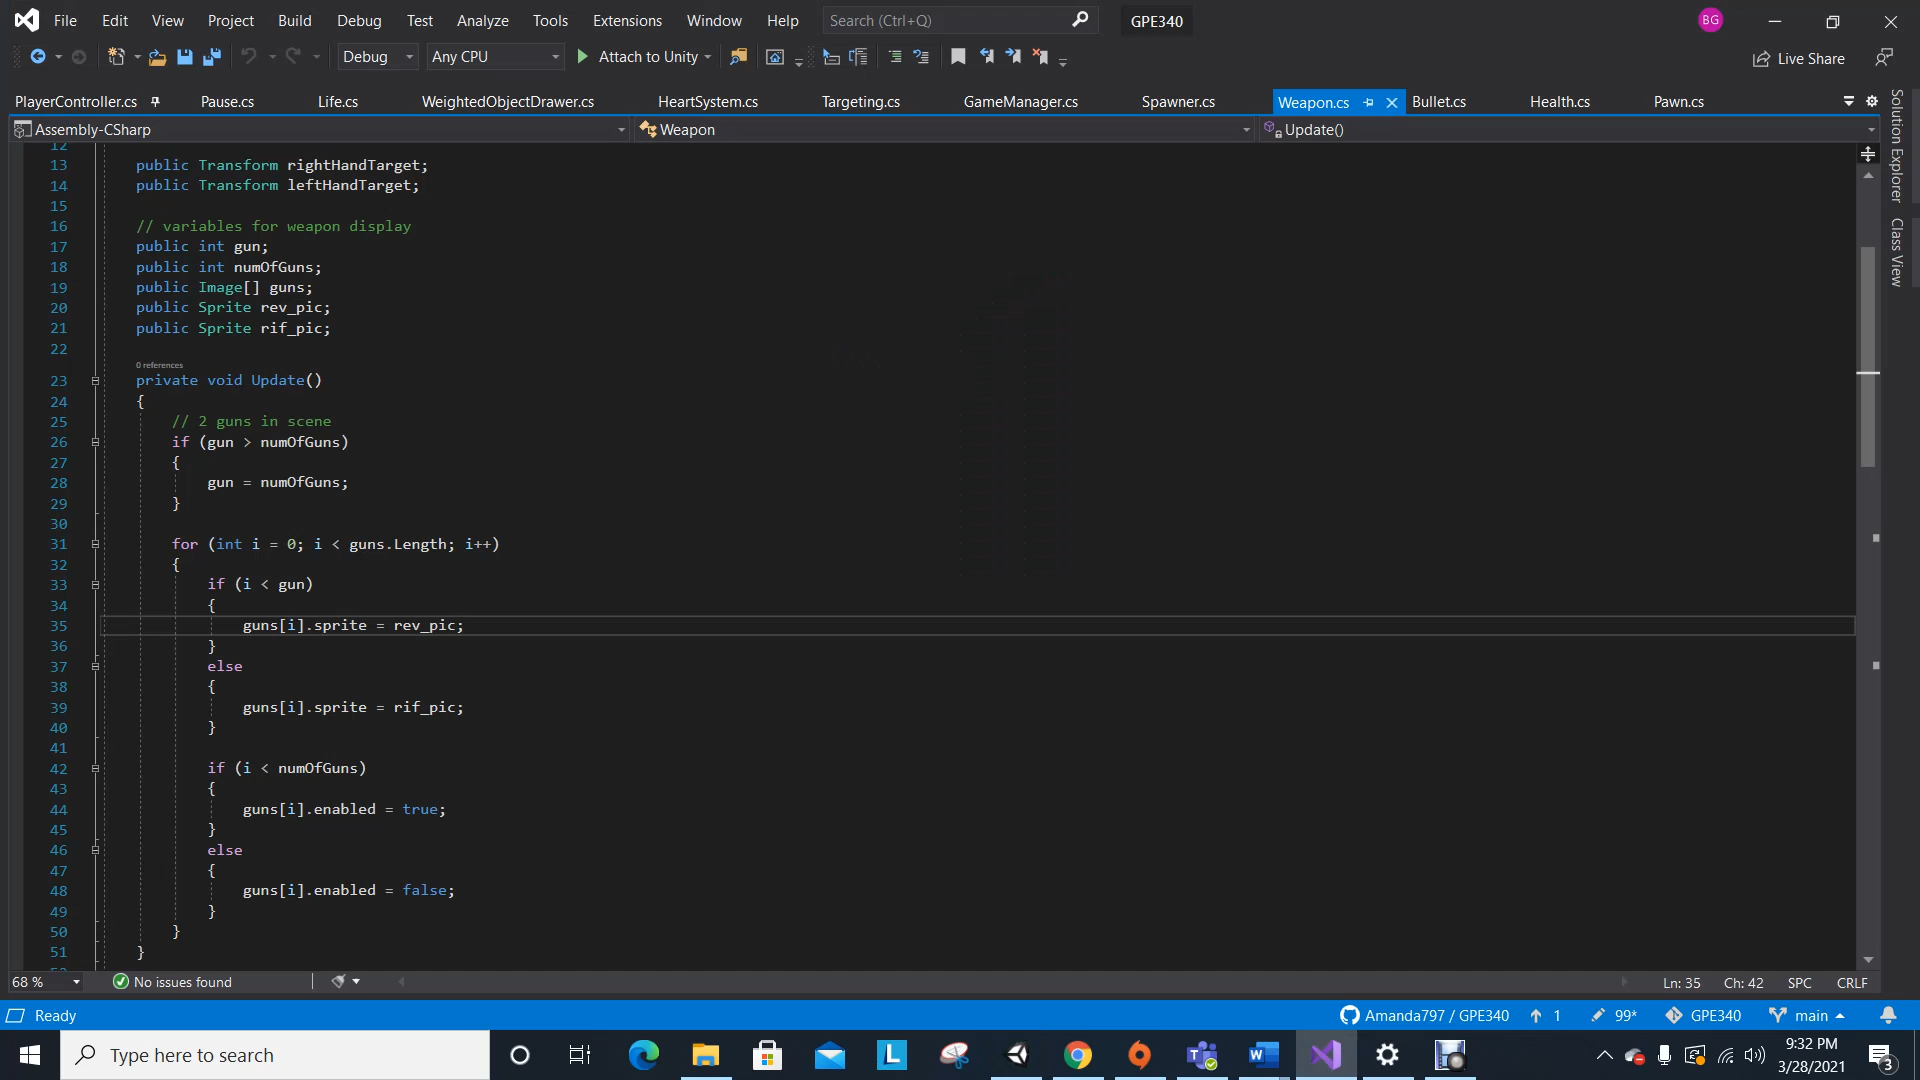 File Edit View Project Build Debug Test Analyze Tools Extensions Window Help Search (Ctrl+Q) GPE340 BG
Debug Any CPU Attach to Unity Live Share
PlayerController.cs Pause.cs Life.cs WeightedObjectDrawer.cs HeartSystem.cs Targeting.cs GameManager.cs Spawner.cs Weapon.cs Bullet.cs Health.cs Pawn.cs
Assembly-CSharp Weapon Update()
Solution Explorer
Class View
12
13 public Transform rightHandTarget;
14 public Transform leftHandTarget;
15
16 // variables for weapon display
17 public int gun;
18 public int numOfGuns;
19 public Image[] guns;
20 public Sprite rev_pic;
21 public Sprite rif_pic;
22
0 references
23 private void Update()
24 {
25 // 2 guns in scene
26 if (gun > numOfGuns)
27 {
28 gun = numOfGuns;
29 }
30
31 for (int i = 0; i < guns.Length; i++)
32 {
33 if (i < gun)
34 {
35 guns[i].sprite = rev_pic;
36 }
37 else
38 {
39 guns[i].sprite = rif_pic;
40 }
41
42 if (i < numOfGuns)
43 {
44 guns[i].enabled = true;
45 }
46 else
47 {
48 guns[i].enabled = false;
49 }
50 }
51 }
68 % No issues found Ln: 35 Ch: 42 SPC CRLF
Ready Amanda797 / GPE340 1 99* GPE340 main
Type here to search L 9:32 PM
3/28/2021 3